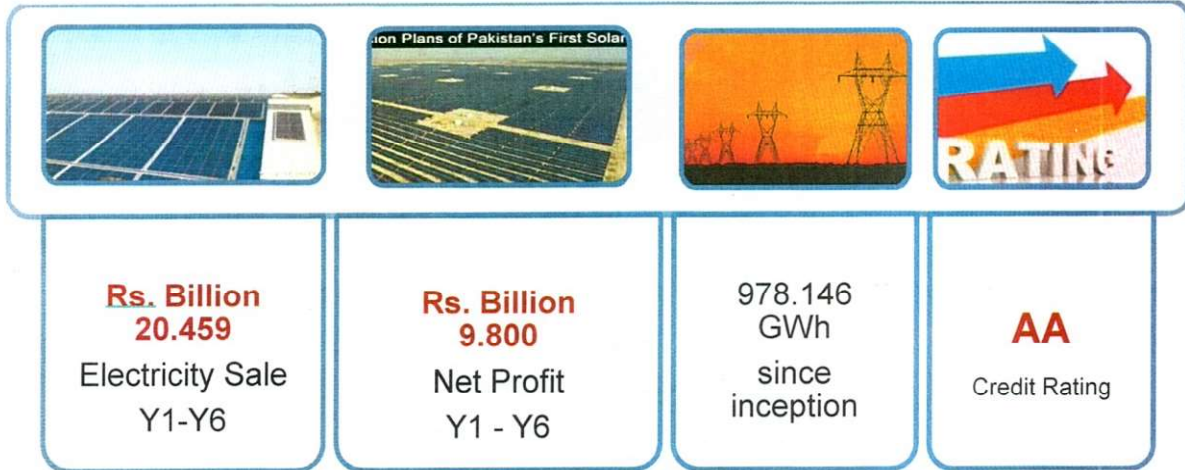 ion Plans of Pakistan's First Solar
RATING
Rs. Billion
20.459
Electricity Sale
Y1-Y6
Rs. Billion
9.800
Net Profit
Y1 - Y6
978.146
GWh
since
inception
AA
Credit Rating